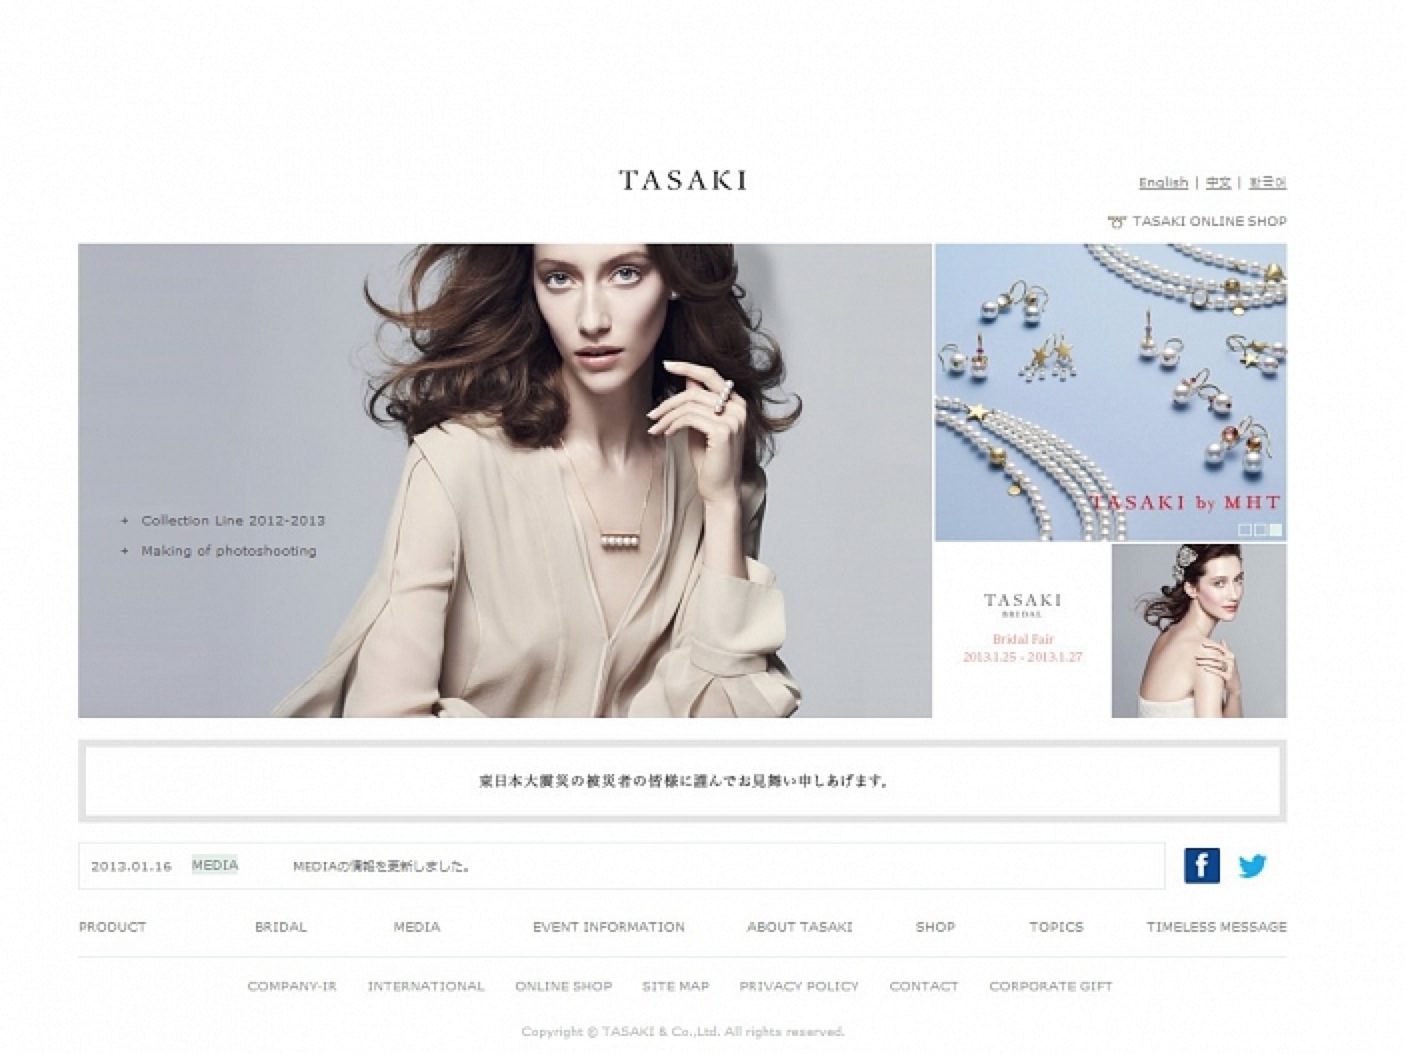 TASAKI
English | 中文 | 한국어
TASAKI ONLINE SHOP
+ Collection Line 2012-2013
+ Making of photoshooting
TASAKI by MHT
TASAKI
BRIDAL
Bridal Fair
2013.1.25 - 2013.1.27
東日本大震災の被災者の皆様に謹んでお見舞い申しあげます。
2013.01.16 MEDIA MEDIAの情報を更新しました。
PRODUCT BRIDAL MEDIA EVENT INFORMATION ABOUT TASAKI SHOP TOPICS TIMELESS MESSAGE
COMPANY-IR INTERNATIONAL ONLINE SHOP SITE MAP PRIVACY POLICY CONTACT CORPORATE GIFT
Copyright © TASAKI & Co.,Ltd. All rights reserved.